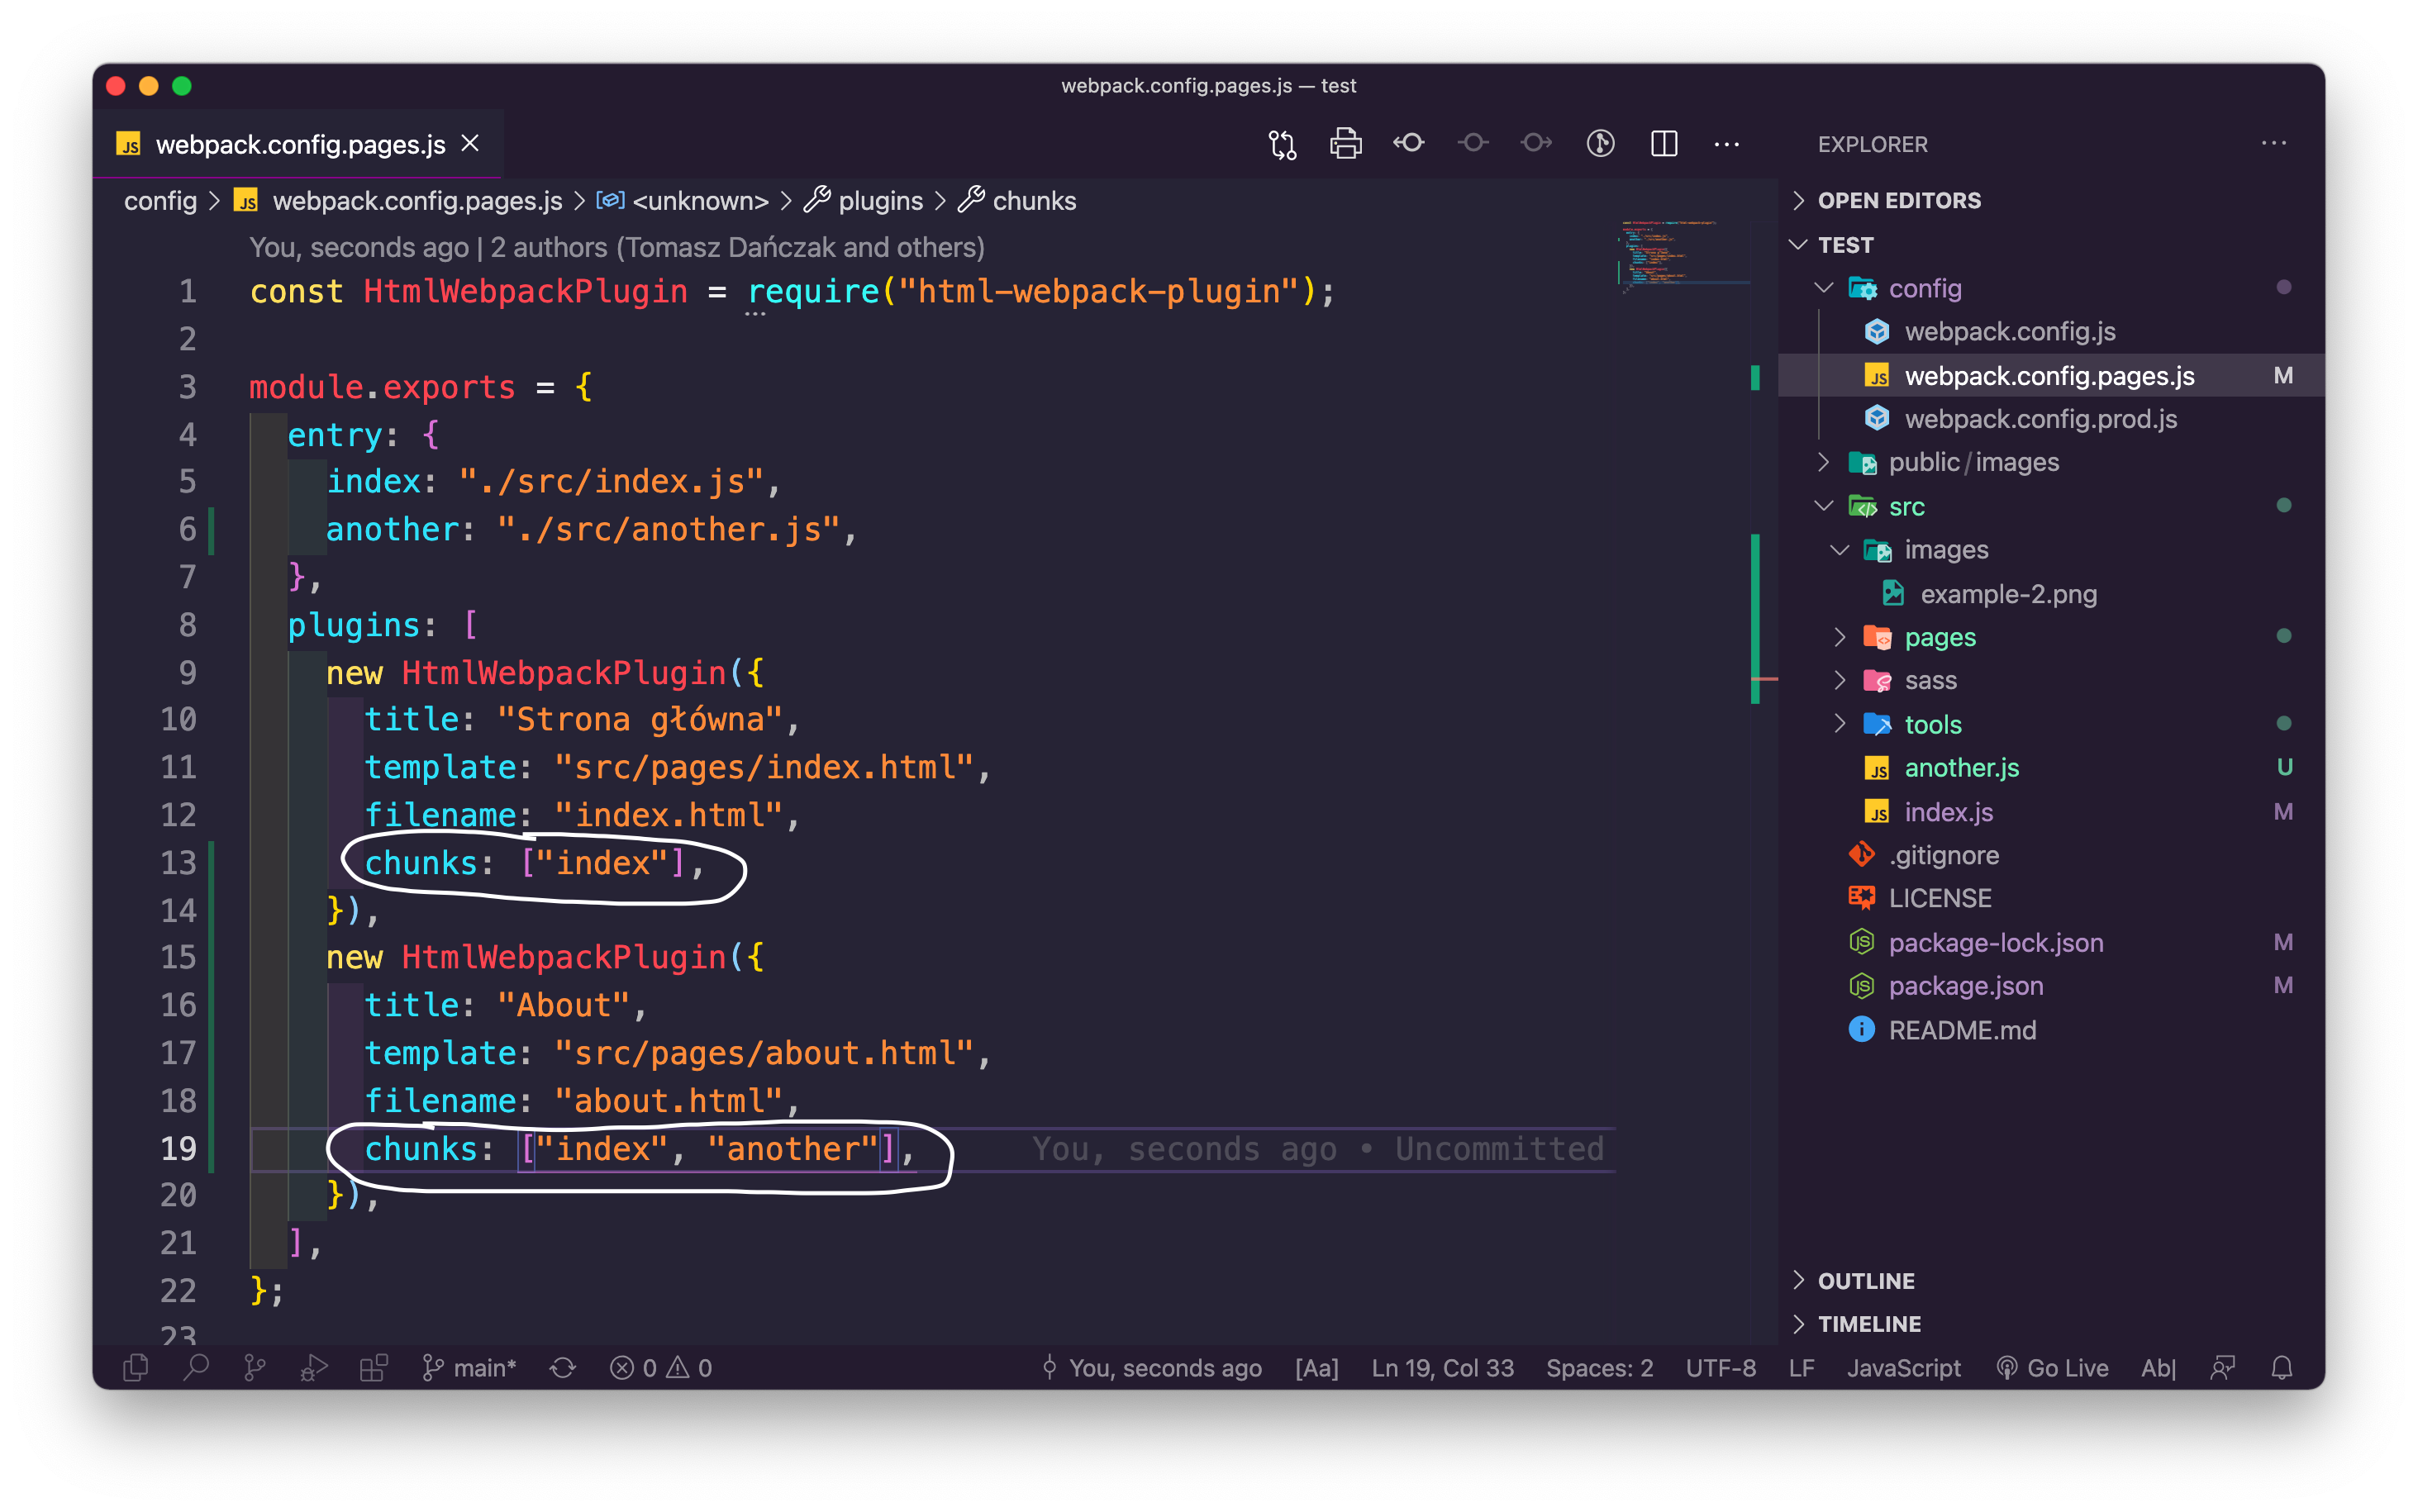 webpack.config.pages.js — test
webpack.config.pages.js
config > webpack.config.pages.js > <unknown> > plugins > chunks
You, seconds ago | 2 authors (Tomasz Dańczak and others)
1 const HtmlWebpackPlugin = require("html-webpack-plugin");
2
3 module.exports = {
4 entry: {
5 index: "./src/index.js",
6 another: "./src/another.js",
7 },
8 plugins: [
9 new HtmlWebpackPlugin({
10 title: "Strona główna",
11 template: "src/pages/index.html",
12 filename: "index.html",
13 chunks: ["index"],
14 }),
15 new HtmlWebpackPlugin({
16 title: "About",
17 template: "src/pages/about.html",
18 filename: "about.html",
19 chunks: ["index", "another"], You, seconds ago • Uncommitted
20 }),
21 ],
22 };
23
EXPLORER
OPEN EDITORS
TEST
config
webpack.config.js
webpack.config.pages.js M
webpack.config.prod.js
public/images
src
images
example-2.png
pages
sass
tools
another.js U
index.js M
.gitignore
LICENSE
package-lock.json M
package.json M
README.md
OUTLINE
TIMELINE
main* 0 0 You, seconds ago [Aa] Ln 19, Col 33 Spaces: 2 UTF-8 LF JavaScript Go Live Ab|